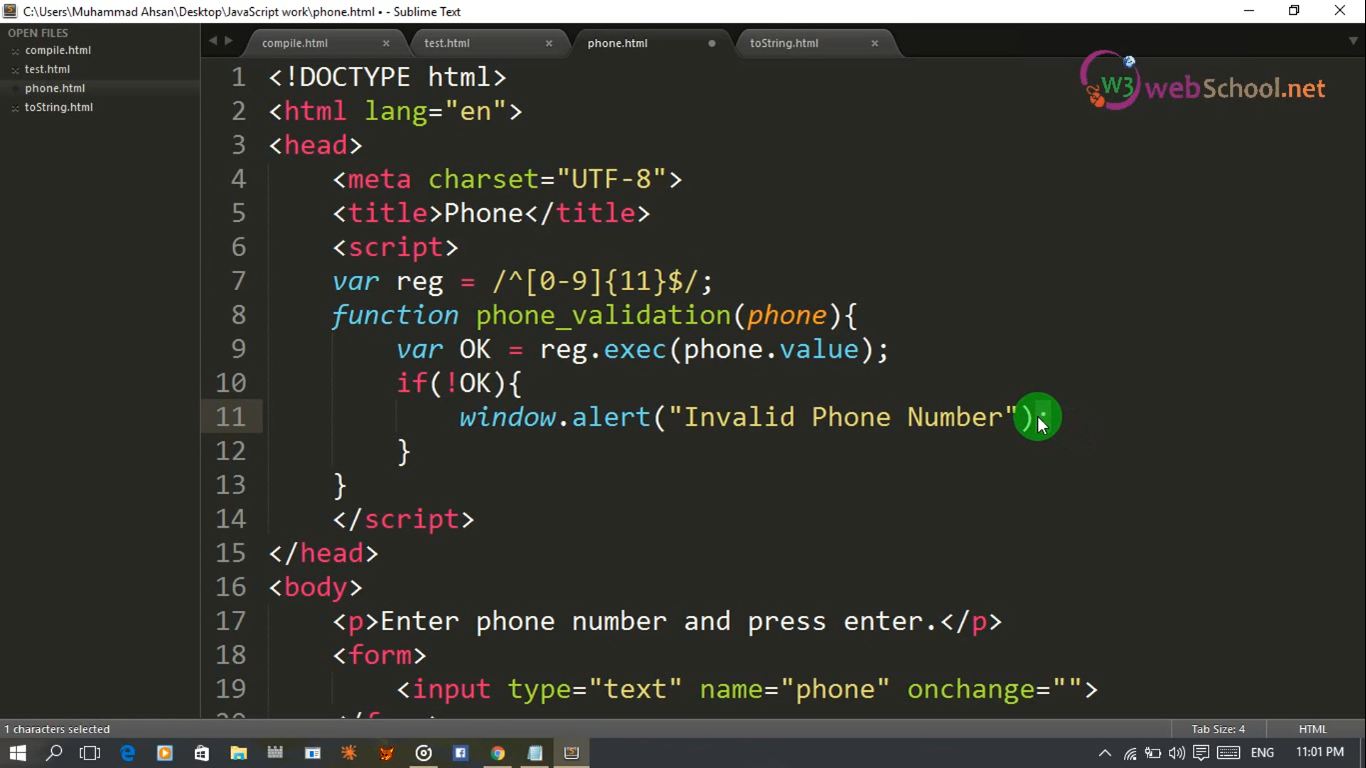 C:\Users\Muhammad Ahsan\Desktop\JavaScript work\phone.html • - Sublime Text
OPEN FILES
compile.html
test.html
phone.html
toString.html
compile.html × test.html × phone.html • toString.html ×
W3 webSchool.net
1 <!DOCTYPE html>
2 <html lang="en">
3 <head>
4 <meta charset="UTF-8">
5 <title>Phone</title>
6 <script>
7 var reg = /^[0-9]{11}$/;
8 function phone_validation(phone){
9 var OK = reg.exec(phone.value);
10 if(!OK){
11 window.alert("Invalid Phone Number");
12 }
13 }
14 </script>
15 </head>
16 <body>
17 <p>Enter phone number and press enter.</p>
18 <form>
19 <input type="text" name="phone" onchange="">
1 characters selected Tab Size: 4 HTML
ENG 11:01 PM